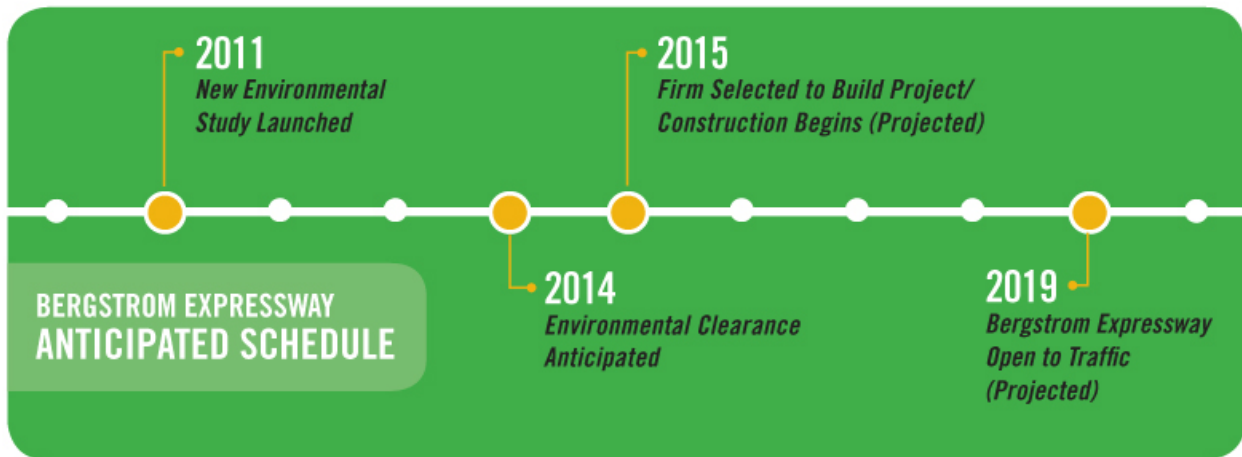 2011
New Environmental
Study Launched
2015
Firm Selected to Build Project/
Construction Begins (Projected)
BERGSTROM EXPRESSWAY
ANTICIPATED SCHEDULE
2014
Environmental Clearance
Anticipated
2019
Bergstrom Expressway
Open to Traffic
(Projected)